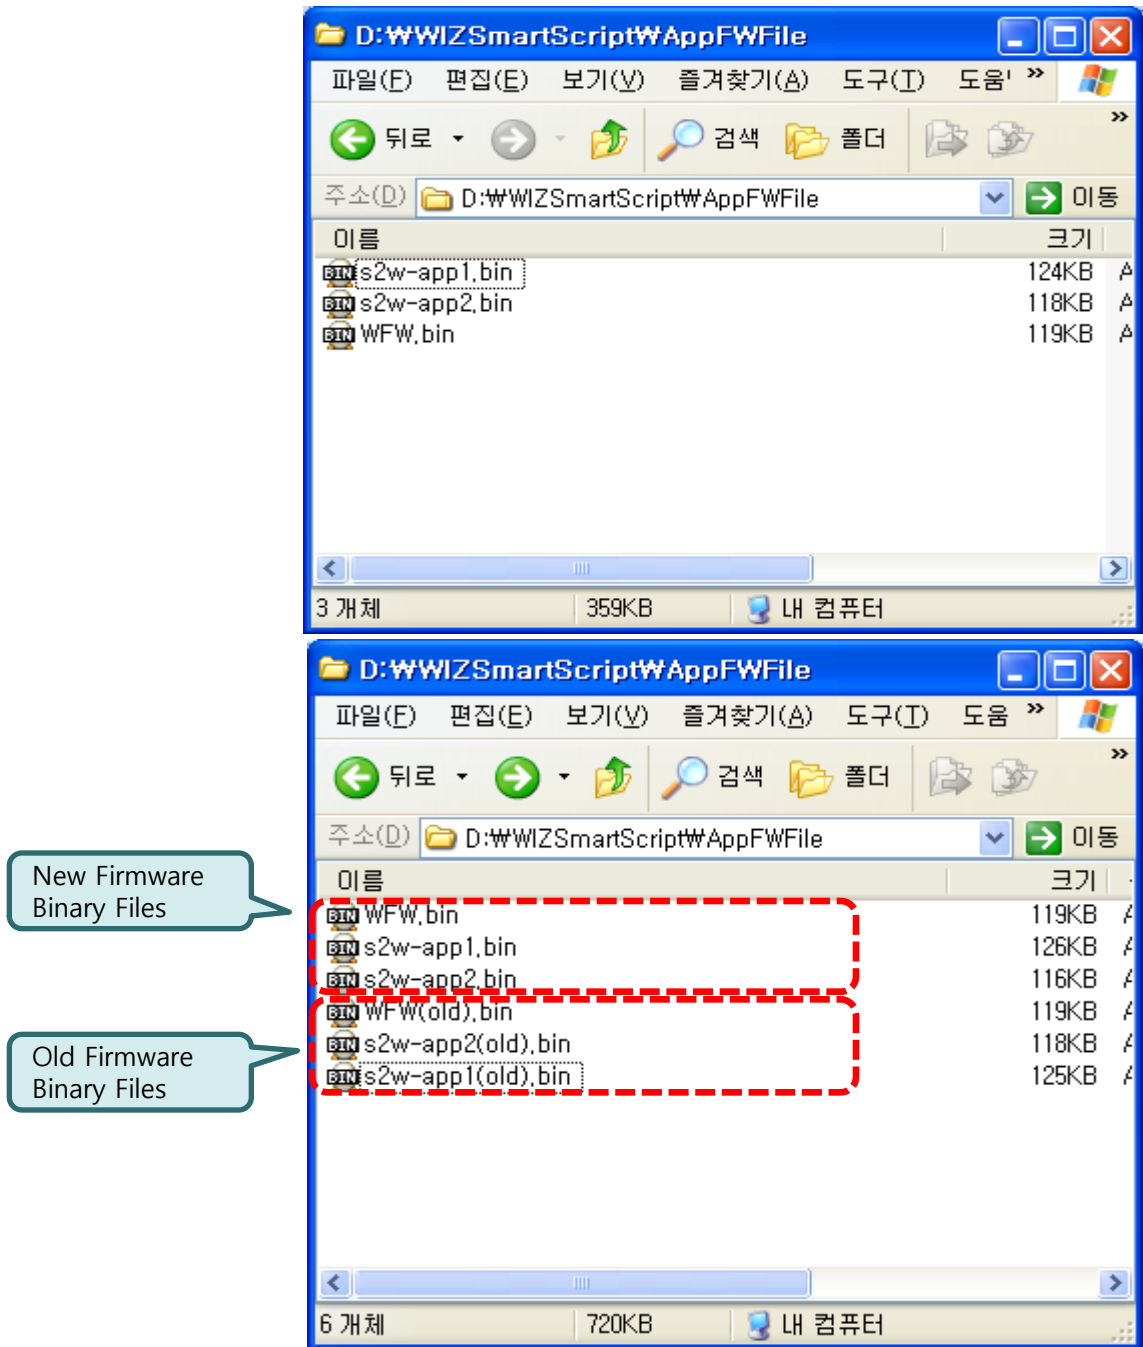 D:₩WIZSmartScript₩AppFWFile
파일(F) 편집(E) 보기(V) 즐겨찾기(A) 도구(T) »
뒤로 검색 폴더 »
주소(D) D:₩WIZSmartScript₩AppFWFile 이동
이름 크기
s2w-app1.bin 124KB
s2w-app2.bin 118KB
WFW.bin 119KB
3 개체 359KB 내 컴퓨터
D:₩WIZSmartScript₩AppFWFile
파일(F) 편집(E) 보기(V) 즐겨찾기(A) 도구(T) 도움 »
뒤로 검색 폴더 »
주소(D) D:₩WIZSmartScript₩AppFWFile 이동
이름 크기
New Firmware
Binary Files
WFW.bin 119KB
s2w-app1.bin 126KB
s2w-app2.bin 116KB
Old Firmware
Binary Files
WFW(old).bin 119KB
s2w-app2(old).bin 118KB
s2w-app1(old).bin 125KB
6 개체 720KB 내 컴퓨터